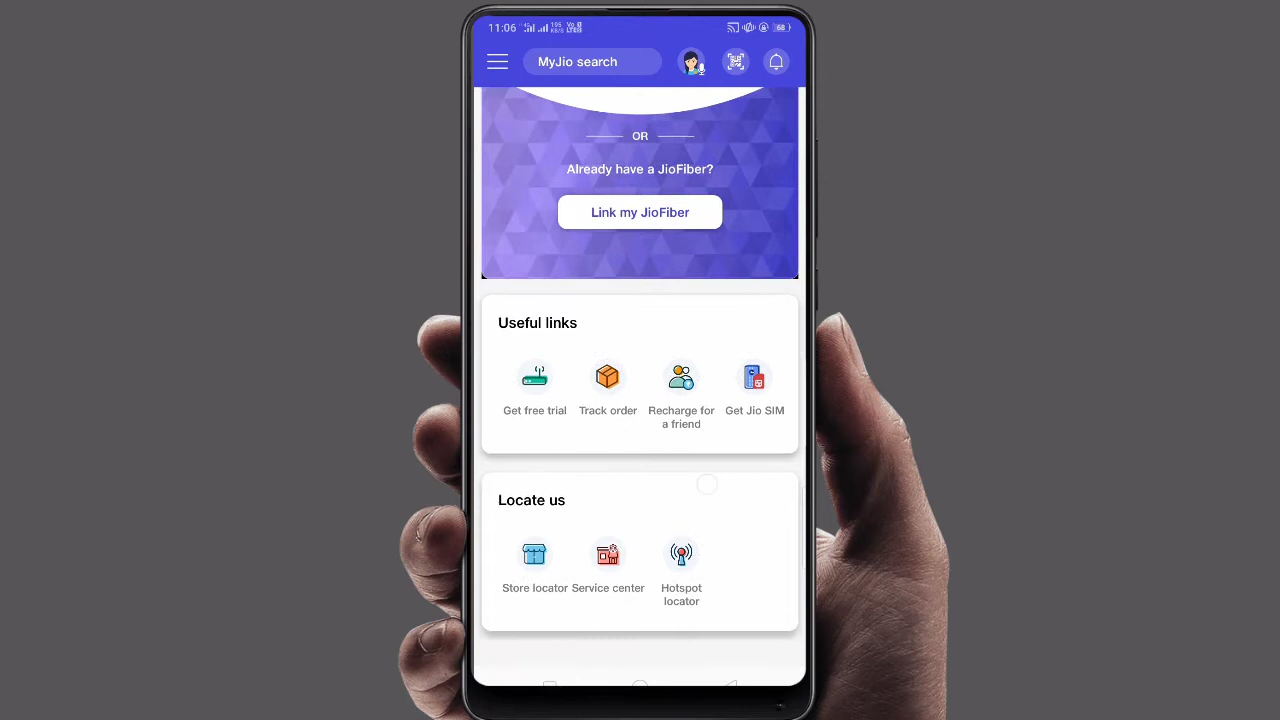 11:06
MyJio search
OR
Already have a JioFiber?
Link my JioFiber
Useful links
Get free trial
Track order
Recharge for
a friend
Get Jio SIM
Locate us
Store locator
Service center
Hotspot
locator